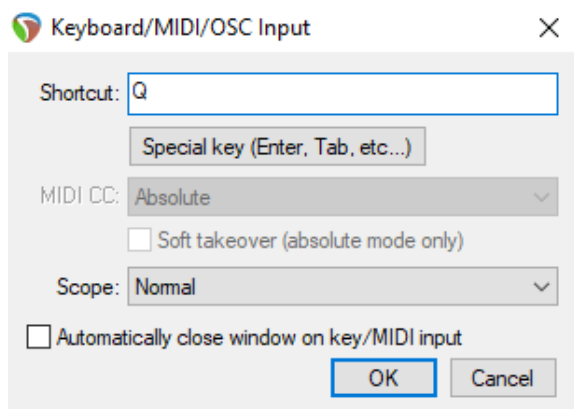 Keyboard/MIDI/OSC Input
Shortcut: Q
Special key (Enter, Tab, etc...)
MIDI CC: Absolute
Soft takeover (absolute mode only)
Scope: Normal
Automatically close window on key/MIDI input
OK Cancel